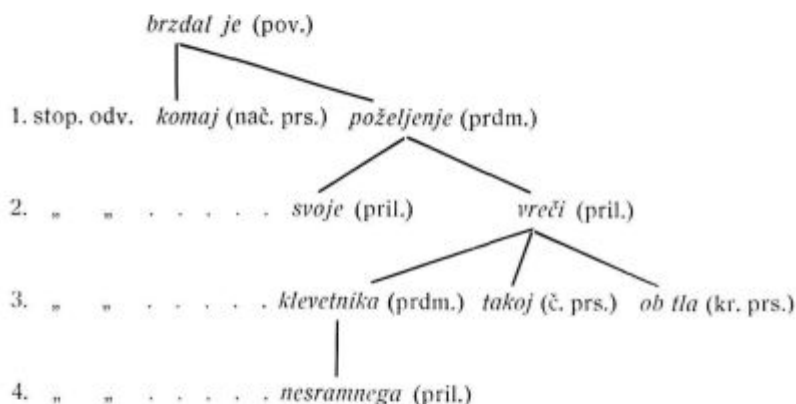 brzdal je (pov.)
1. stop. odv. komaj (nač. prs.) poželjenje (prdm.)
2. „ „ . . . . . svoje (pril.) vreči (pril.)
3. „ „ . . . . . klevetnika (prdm.) takoj (č. prs.) ob tla (kr. prs.)
4. „ „ . . . . . nesramnega (pril.)